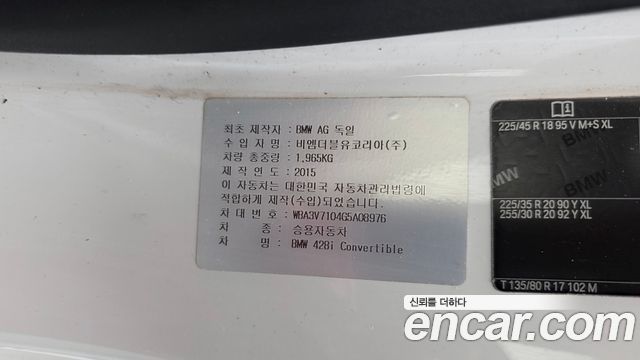 최초 제작자 : BMW AG 독일
수 입 자 명 : 비엠더블유코리아(주)
차량 총중량 : 1,965KG
제 작 연 도 : 2015
이 자동차는 대한민국 자동차관리법령에
적합하게 제작(수입)되었습니다.
차 대 번 호 : WBA3V7104G5A08976
차 종 : 승용자동차
차 명 : BMW 428i Convertible
225/45 R 18 95 V M+S XL
BMW
225/35 R 20 90 Y XL
255/30 R 20 92 Y XL
T 135/80 R 17 102 M
신뢰를 더하다
encar.com